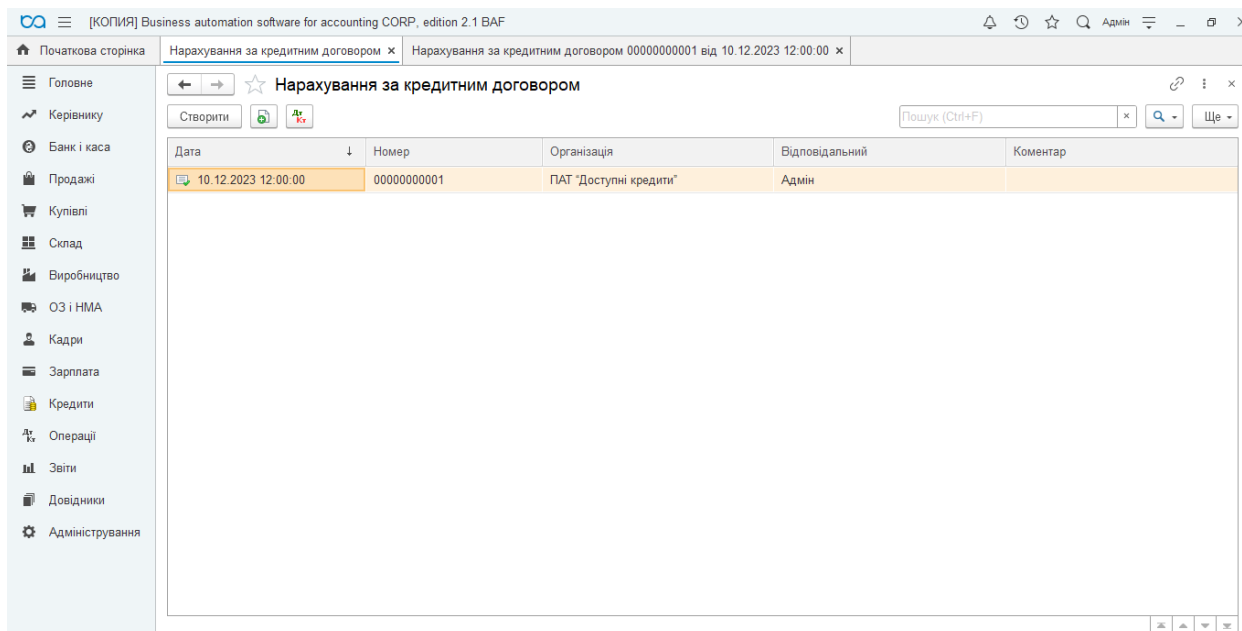 [КОПИЯ] Business automation software for accounting CORP, edition 2.1 BAF
Адмін
Початкова сторінка
Нарахування за кредитним договором
Нарахування за кредитним договором 00000000001 від 10.12.2023 12:00:00
Головне
Керівнику
Банк і каса
Продажі
Купівлі
Склад
Виробництво
ОЗ і НМА
Кадри
Зарплата
Кредити
Операції
Звіти
Довідники
Адміністрування
Нарахування за кредитним договором
Створити
Дт Кт
Пошук (Ctrl+F)
Ще
Дата Номер Організація Відповідальний Коментар
10.12.2023 12:00:00 00000000001 ПАТ "Доступні кредити" Адмін